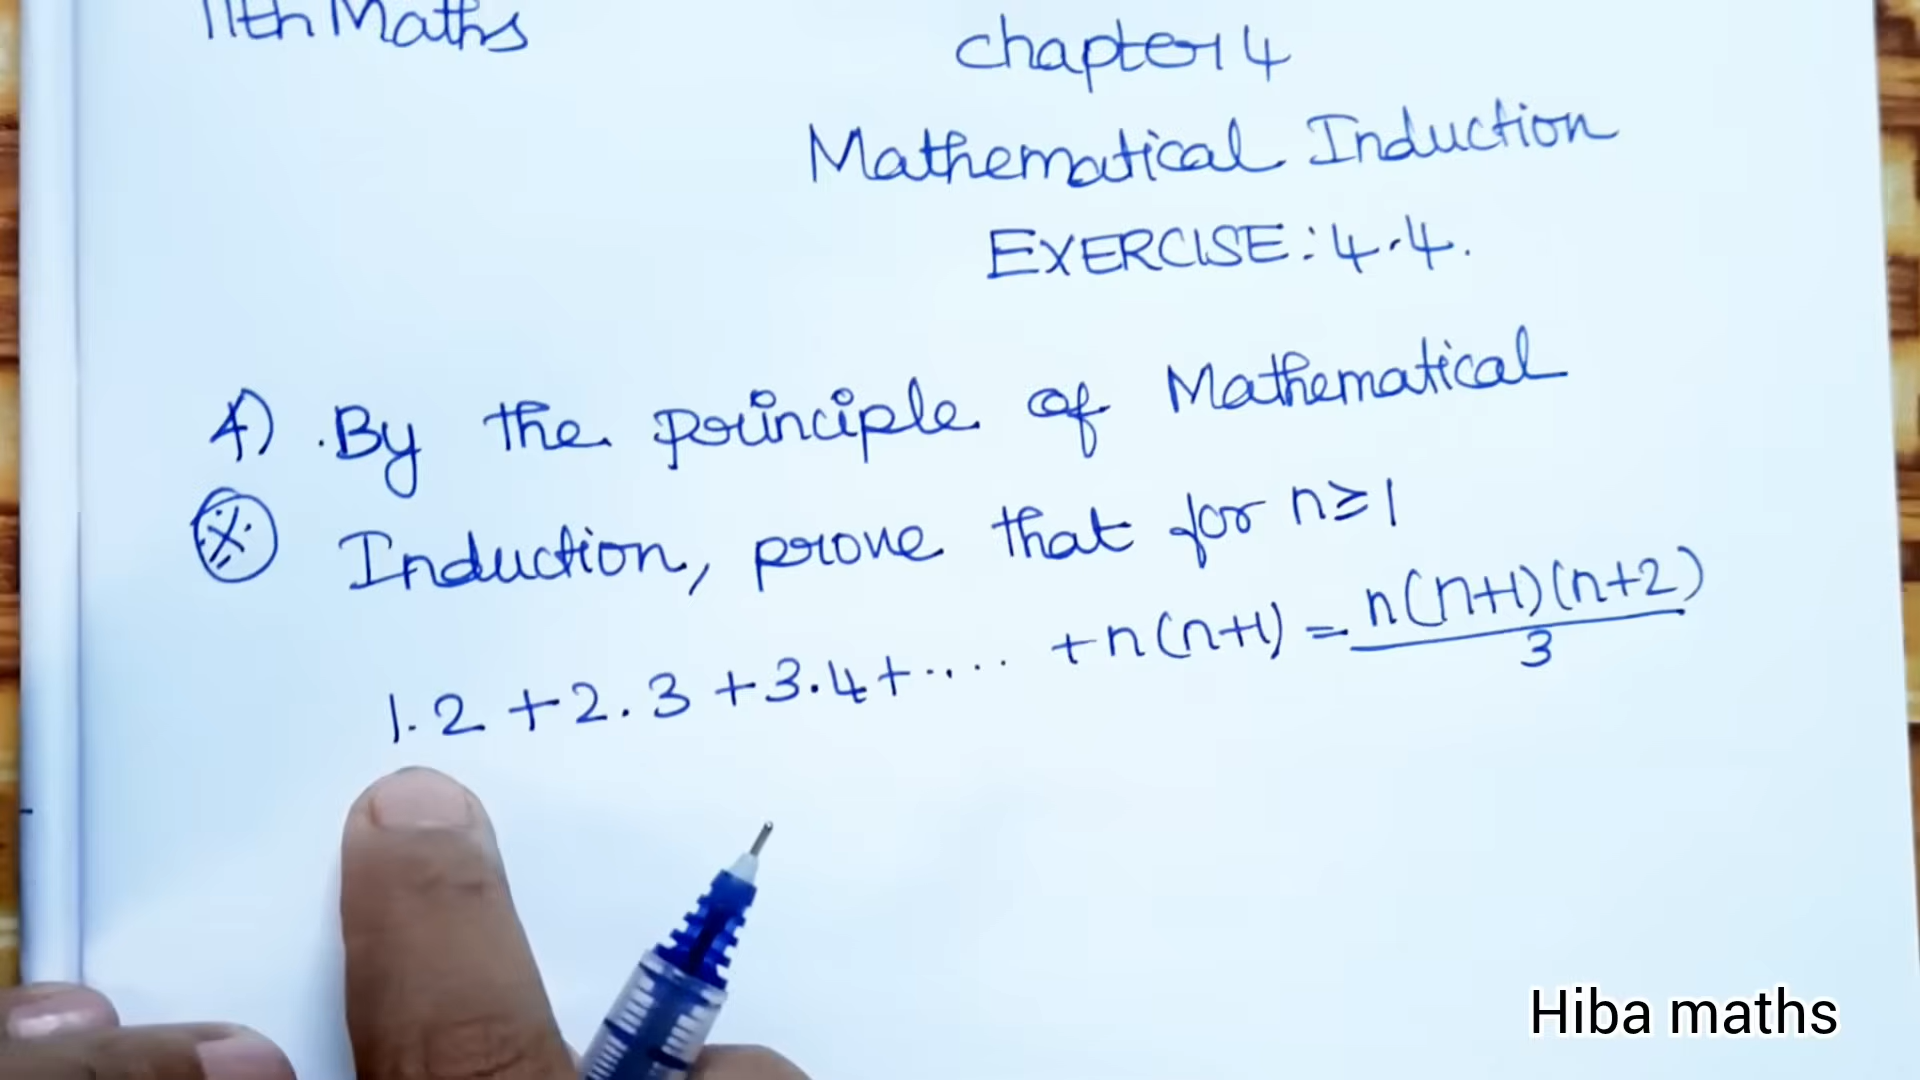 11th Maths
chapter 4
Mathematical Induction
EXERCISE: 4.4.
4) By the principle of Mathematical
Induction, prove that for n≥1
1.2 + 2.3 + 3.4 + .... + n(n+1) = n(n+1)(n+2)/3
Hiba maths